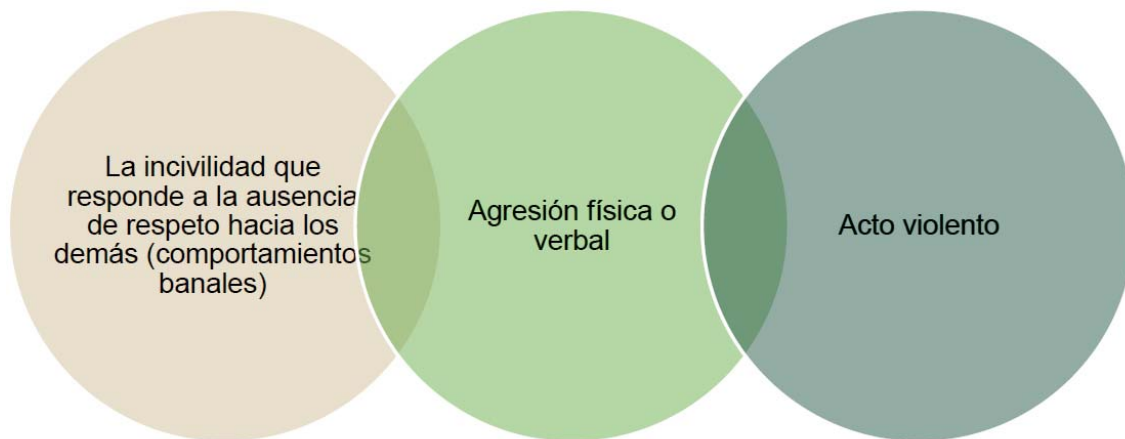 La incivilidad que
responde a la ausencia
de respeto hacia los
demás (comportamientos
banales)
Agresión física o
verbal
Acto violento